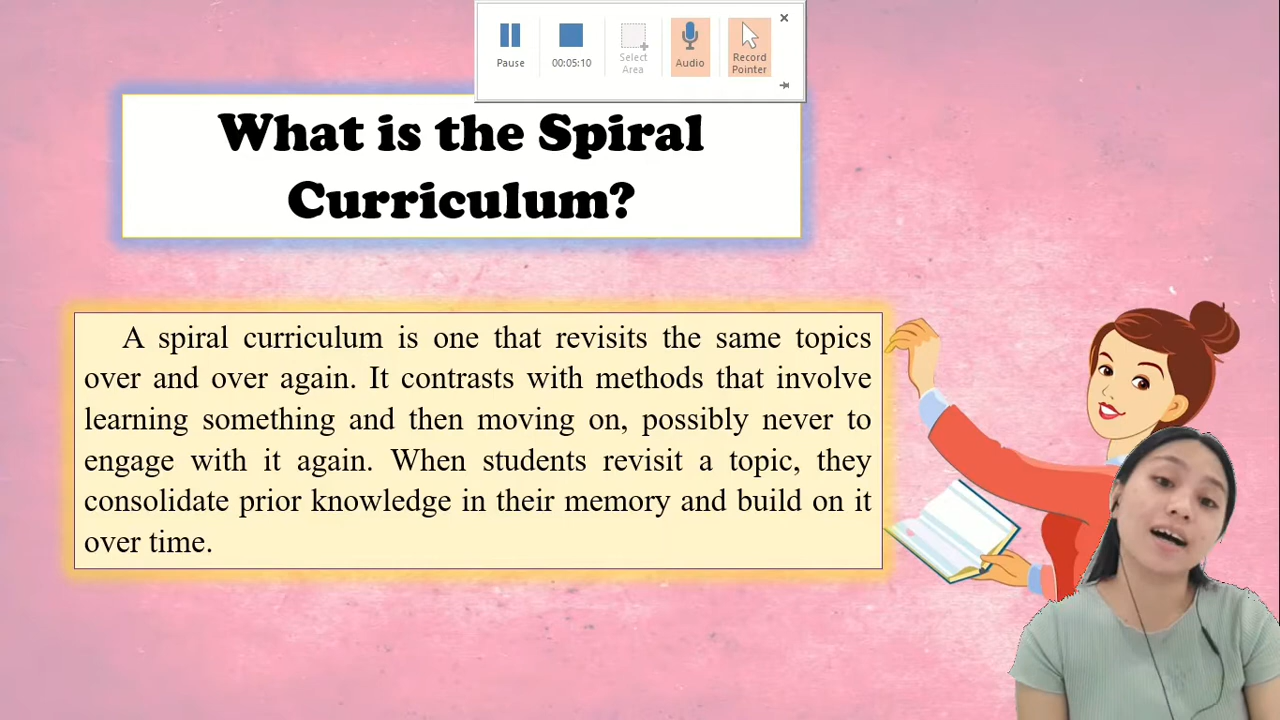 Pause
00:05:10
Select
Area
Audio
Record
Pointer
What is the Spiral
Curriculum?
A spiral curriculum is one that revisits the same topics
over and over again. It contrasts with methods that involve
learning something and then moving on, possibly never to
engage with it again. When students revisit a topic, they
consolidate prior knowledge in their memory and build on it
over time.